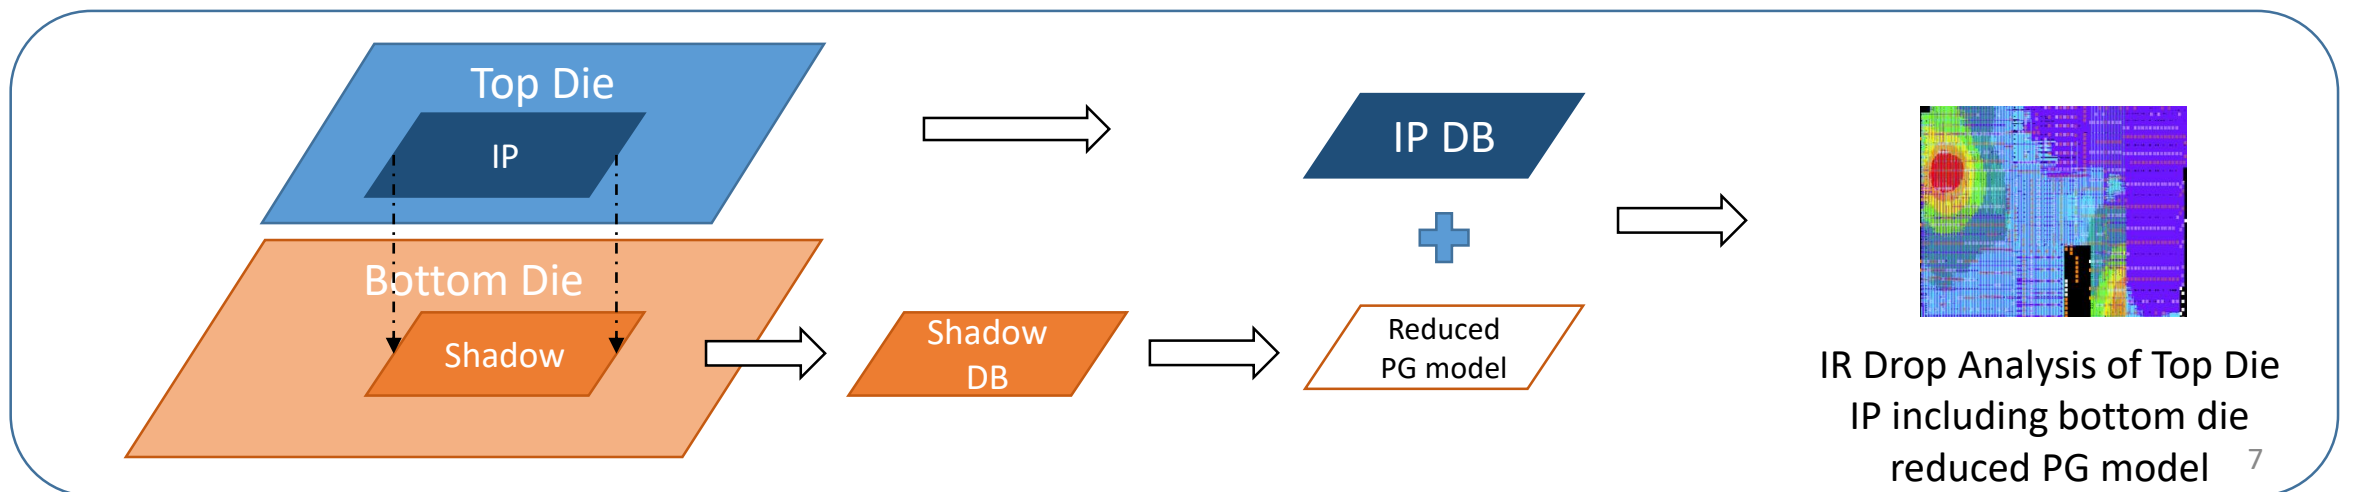 Top Die
IP
Bottom Die
Shadow
Shadow
DB
IP DB
Reduced
PG model
IR Drop Analysis of Top Die
IP including bottom die
reduced PG model
7